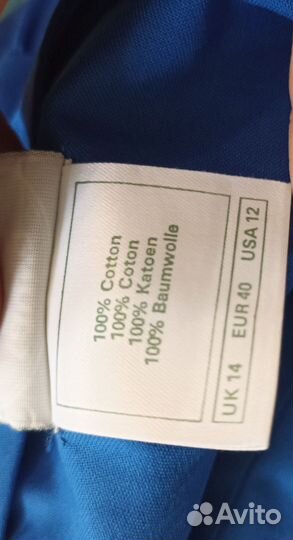 100% Cotton
100% Coton
100% Katoen
100% Baumwolle
UK 14 EUR 40 USA 12
Avito